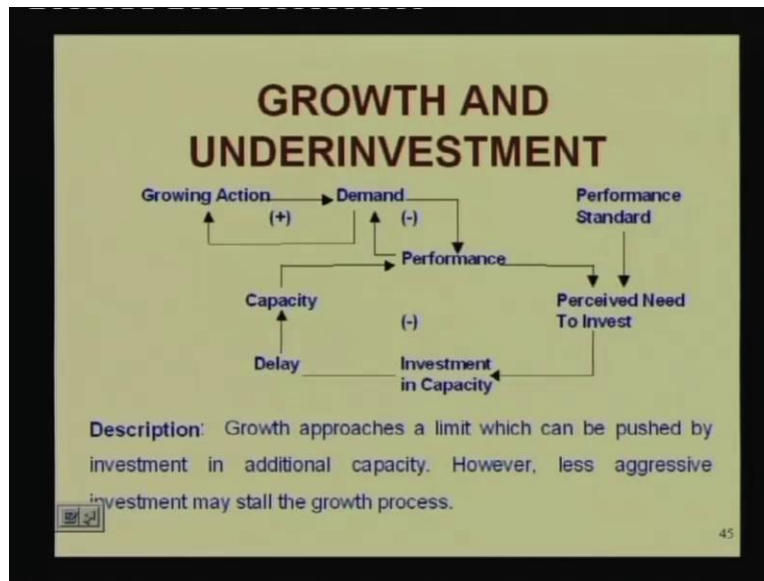 GROWTH AND
UNDERINVESTMENT
Growing Action
Demand
Performance
Standard
(+)
(-)
Performance
Capacity
Perceived Need
To Invest
(-)
Delay
Investment
in Capacity
Description: Growth approaches a limit which can be pushed by
investment in additional capacity. However, less aggressive
investment may stall the growth process.
45